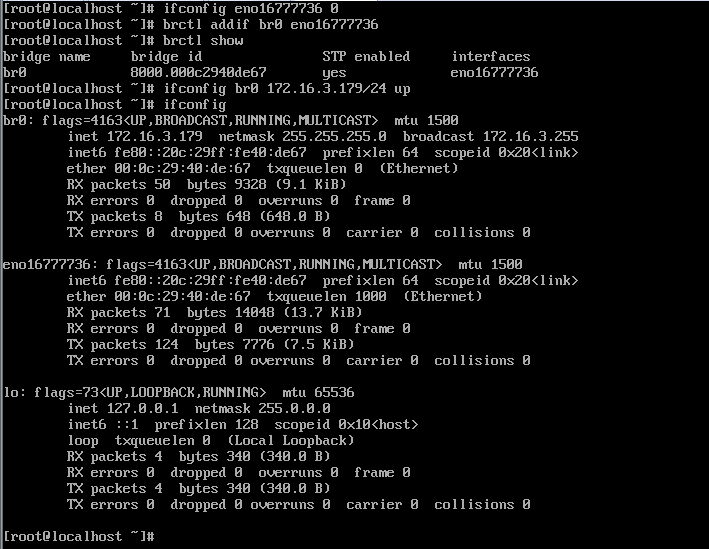 [root@localhost ~]# ifconfig eno16777736 0
[root@localhost ~]# brctl addif br0 eno16777736
[root@localhost ~]# brctl show
bridge name     bridge id               STP enabled     interfaces
br0             8000.000c2940de67       yes             eno16777736
[root@localhost ~]# ifconfig br0 172.16.3.179/24 up
[root@localhost ~]# ifconfig
br0: flags=4163<UP,BROADCAST,RUNNING,MULTICAST>  mtu 1500
        inet 172.16.3.179  netmask 255.255.255.0  broadcast 172.16.3.255
        inet6 fe80::20c:29ff:fe40:de67  prefixlen 64  scopeid 0x20<link>
        ether 00:0c:29:40:de:67  txqueuelen 0  (Ethernet)
        RX packets 50  bytes 9328 (9.1 KiB)
        RX errors 0  dropped 0  overruns 0  frame 0
        TX packets 8  bytes 648 (648.0 B)
        TX errors 0  dropped 0 overruns 0  carrier 0  collisions 0

eno16777736: flags=4163<UP,BROADCAST,RUNNING,MULTICAST>  mtu 1500
        inet6 fe80::20c:29ff:fe40:de67  prefixlen 64  scopeid 0x20<link>
        ether 00:0c:29:40:de:67  txqueuelen 1000  (Ethernet)
        RX packets 71  bytes 14048 (13.7 KiB)
        RX errors 0  dropped 0  overruns 0  frame 0
        TX packets 124  bytes 7776 (7.5 KiB)
        TX errors 0  dropped 0 overruns 0  carrier 0  collisions 0

lo: flags=73<UP,LOOPBACK,RUNNING>  mtu 65536
        inet 127.0.0.1  netmask 255.0.0.0
        inet6 ::1  prefixlen 128  scopeid 0x10<host>
        loop  txqueuelen 0  (Local Loopback)
        RX packets 4  bytes 340 (340.0 B)
        RX errors 0  dropped 0  overruns 0  frame 0
        TX packets 4  bytes 340 (340.0 B)
        TX errors 0  dropped 0 overruns 0  carrier 0  collisions 0

[root@localhost ~]#